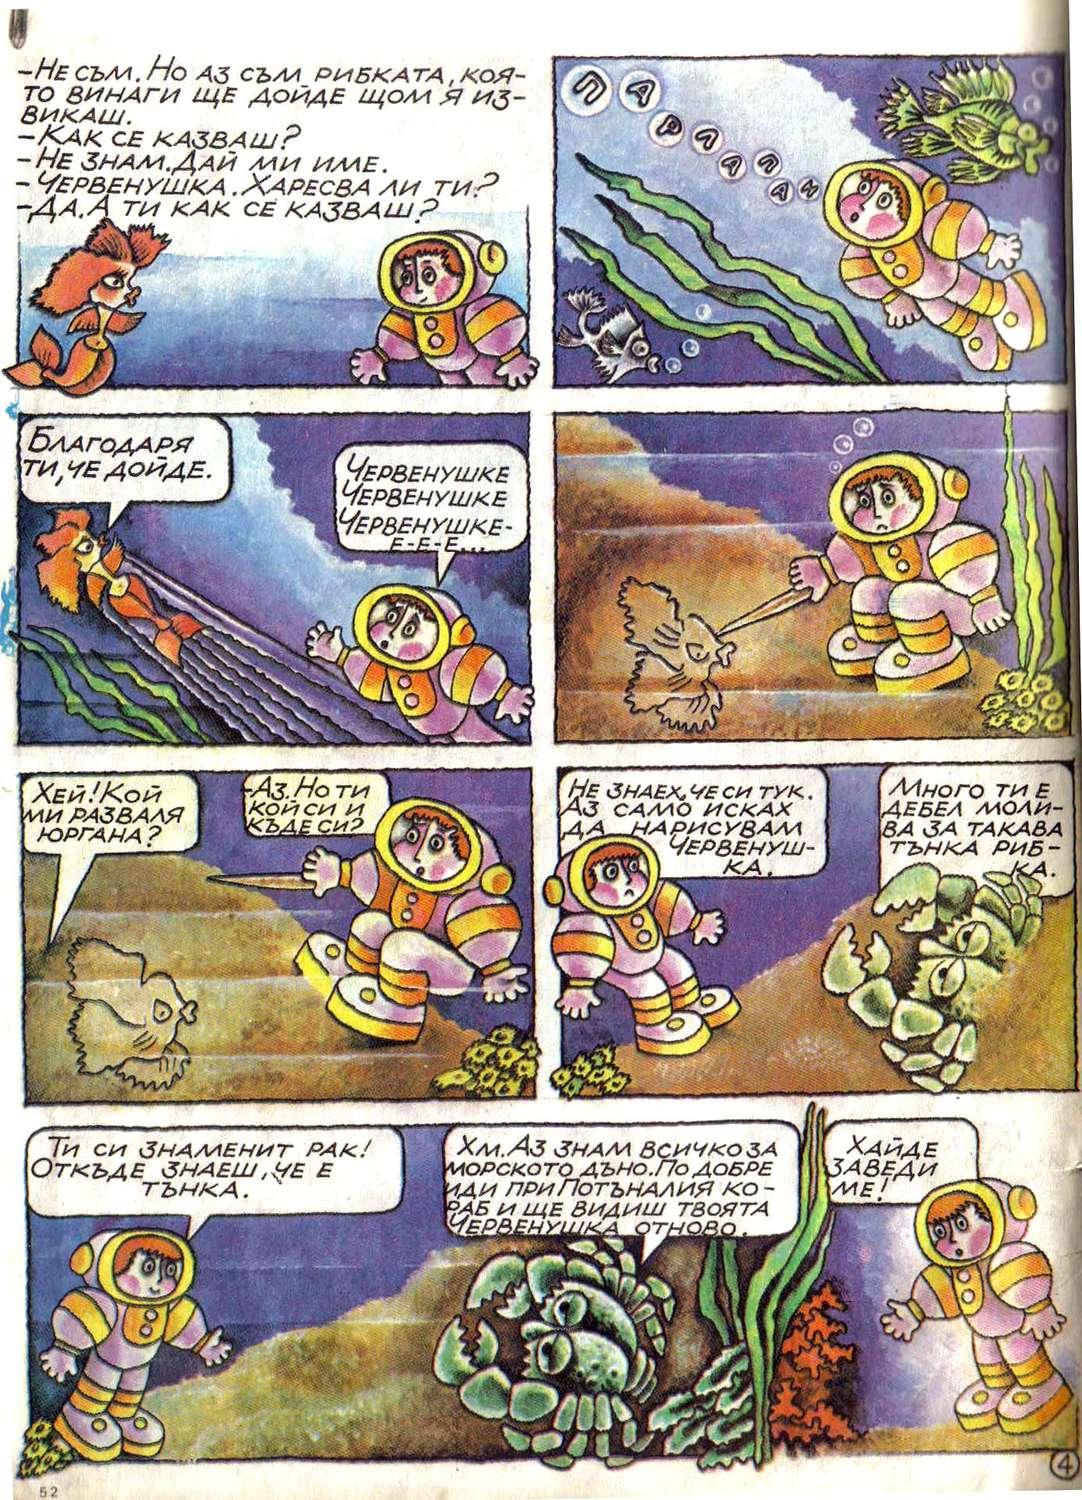 -НЕ СЪМ. НО АЗ СЪМ РИБКАТА, КОЯ-
ТО ВИНАГИ ЩЕ ДОЙДЕ ЩОМ Я ИЗ-
ВИКАШ.
-КАК СЕ КАЗВАШ?
-НЕ ЗНАМ. ДАЙ МИ ИМЕ.
-ЧЕРВЕНУШКА. ХАРЕСВА ЛИ ТИ?
-ДА. А ТИ КАК СЕ КАЗВАШ?
ПАРЛАПАН
БЛАГОДАРЯ
ТИ, ЧЕ ДОЙДЕ.
ЧЕРВЕНУШКЕ
ЧЕРВЕНУШКЕ
ЧЕРВЕНУШКЕ-
Е-Е-Е...
ХЕЙ! КОЙ
МИ РАЗВАЛЯ
ЮРГАНА?
-АЗ. НО ТИ
КОЙ СИ И
КЪДЕ СИ?
НЕ ЗНАЕХ, ЧЕ СИ ТУК.
АЗ САМО ИСКАХ
ДА НАРИСУВАМ
ЧЕРВЕНУШ-
КА.
МНОГО ТИ Е
ДЕБЕЛ МОЛИ-
ВА ЗА ТАКАВА
ТЪНКА РИБ-
КА.
ТИ СИ ЗНАМЕНИТ РАК!
ОТКЪДЕ ЗНАЕШ, ЧЕ Е
ТЪНКА.
ХМ. АЗ ЗНАМ ВСИЧКО ЗА
МОРСКОТО ДЪНО. ПО ДОБРЕ
ИДИ ПРИ ПОТЪНАЛИЯ КО-
РАБ И ЩЕ ВИДИШ ТВОЯТА
ЧЕРВЕНУШКА ОТНОВО.
ХАЙДЕ
ЗАВЕДИ
МЕ!
4
52